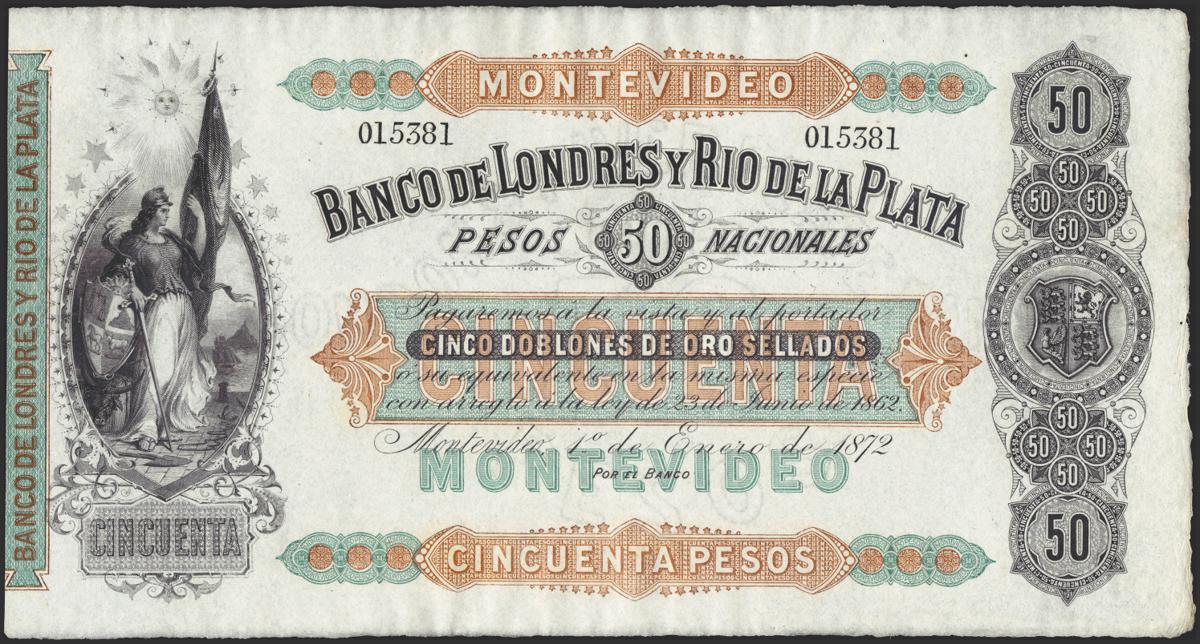 BANCO DE LONDRES Y RIO DE LA PLATA
MONTEVIDEO
015381 015381
BANCO DE LONDRES Y RIO DE LA PLATA
PESOS 50 NACIONALES
Pagaremos á la vista y al portador
CINCUENTA
CINCO DOBLONES DE ORO SELLADOS
o su equivalente en la misma especie
con arreglo á la ley de 23 de Junio de 1862
Montevideo, 1º de Enero de 1872
MONTEVIDEO
POR EL BANCO
CINCUENTA
CINCUENTA PESOS
50
50
50 50
50
50
50 50
50
50